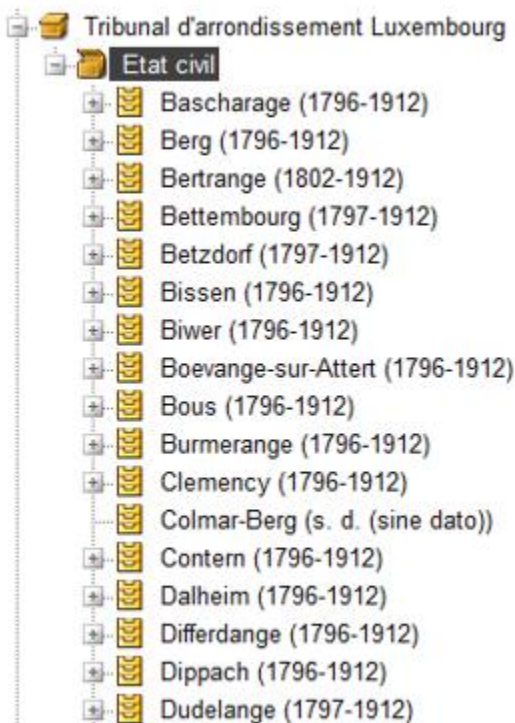 Tribunal d'arrondissement Luxembourg
Etat civil
Bascharage (1796-1912)
Berg (1796-1912)
Bertrange (1802-1912)
Bettembourg (1797-1912)
Betzdorf (1797-1912)
Bissen (1796-1912)
Biwer (1796-1912)
Boevange-sur-Attert (1796-1912)
Bous (1796-1912)
Burmerange (1796-1912)
Clemency (1796-1912)
Colmar-Berg (s. d. (sine dato))
Contern (1796-1912)
Dalheim (1796-1912)
Differdange (1796-1912)
Dippach (1796-1912)
Dudelange (1797-1912)